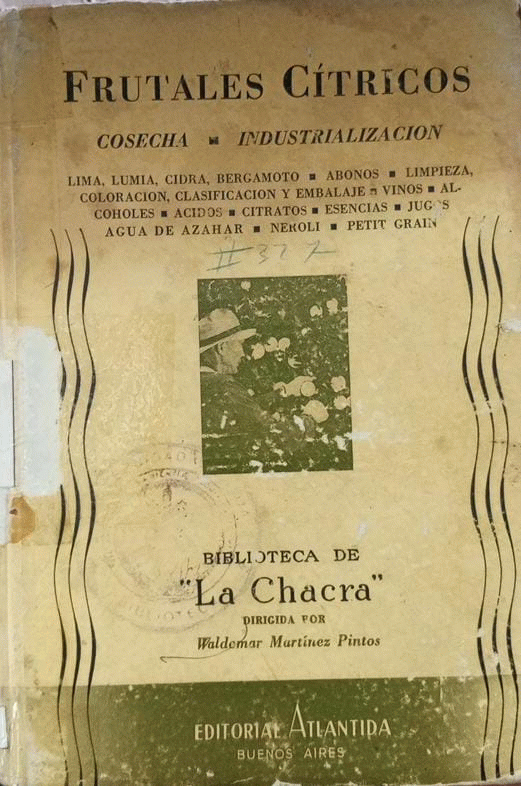 FRUTALES CÍTRICOS
COSECHA ▪ INDUSTRIALIZACION
LIMA, LUMIA, CIDRA, BERGAMOTO ▪ ABONOS ▪ LIMPIEZA,
COLORACION, CLASIFICACION Y EMBALAJE ▪ VINOS ▪ AL-
COHOLES ▪ ACIDOS ▪ CITRATOS ▪ ESENCIAS ▪ JUGOS
AGUA DE AZAHAR ▪ NEROLI ▪ PETIT GRAIN
BIBLIOTECA DE
"La Chacra"
DIRIGIDA POR
Waldemar Martínez Pintos
EDITORIAL ATLANTIDA
BUENOS AIRES